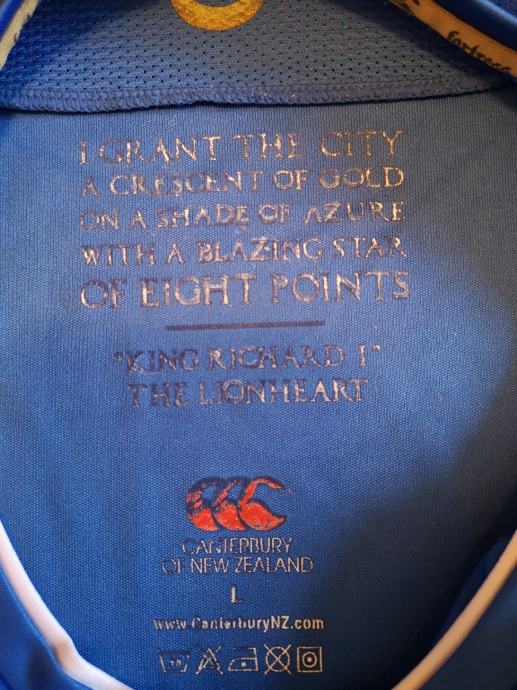 fortress
I GRANT THE CITY
A CRESCENT OF GOLD
ON A SHADE OF AZURE
WITH A BLAZING STAR
OF EIGHT POINTS
"KING RICHARD I"
THE LIONHEART
CANTERBURY
OF NEW ZEALAND
L
www.CanterburyNZ.com